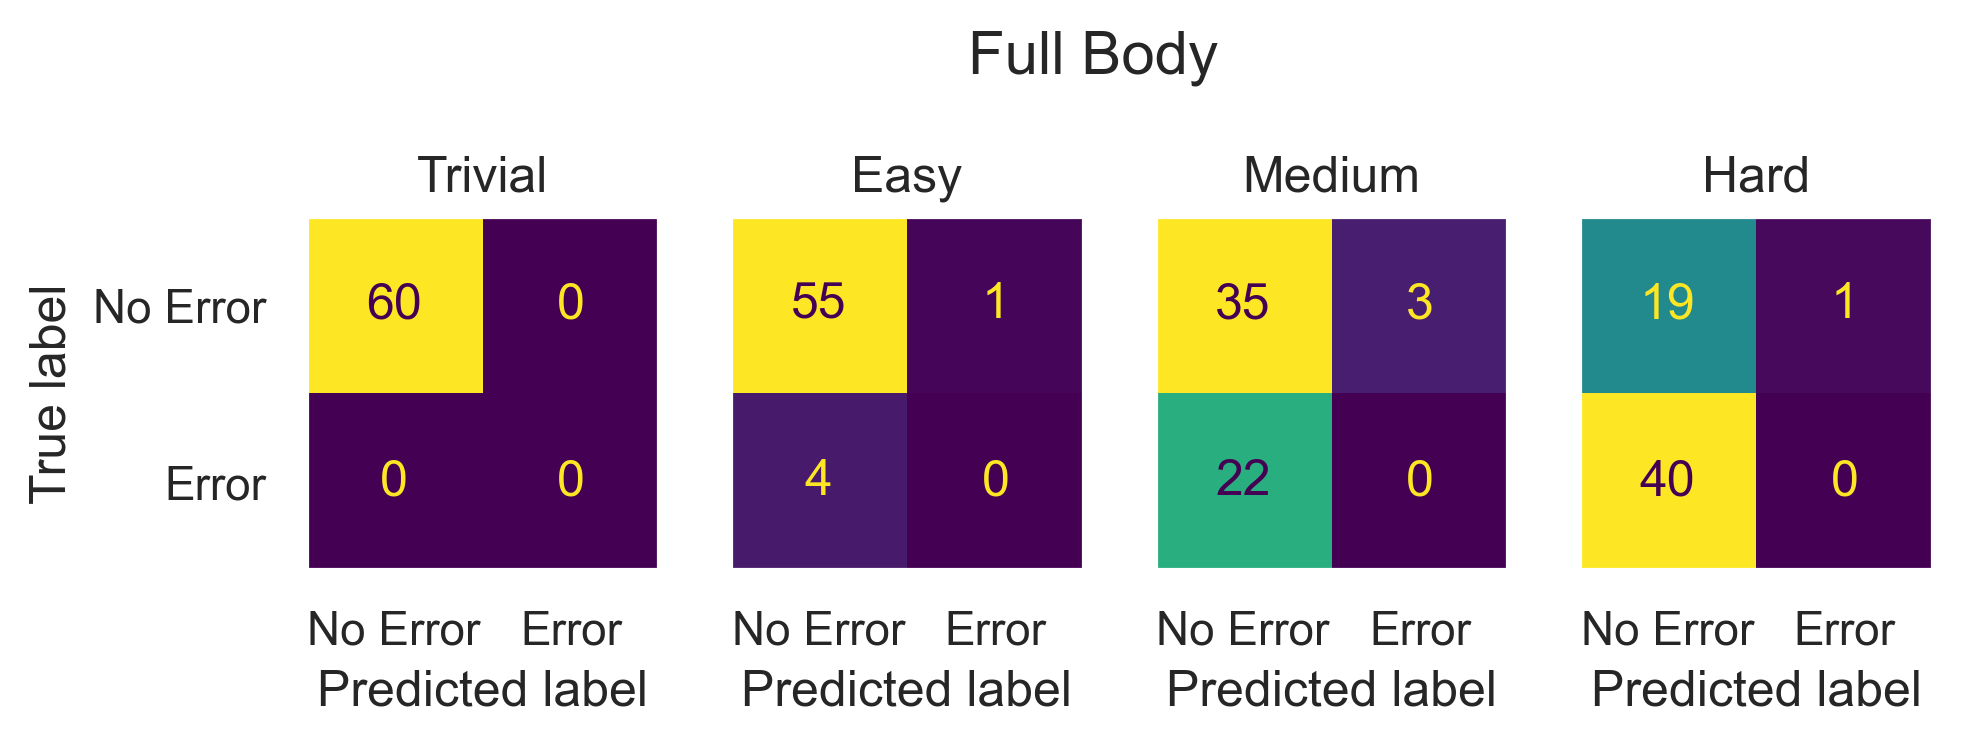 Full Body
Trivial Easy Medium Hard
True label
No Error 60 0 55 1 35 3 19 1
Error 0 0 4 0 22 0 40 0
No Error Error No Error Error No Error Error No Error Error
Predicted label Predicted label Predicted label Predicted label